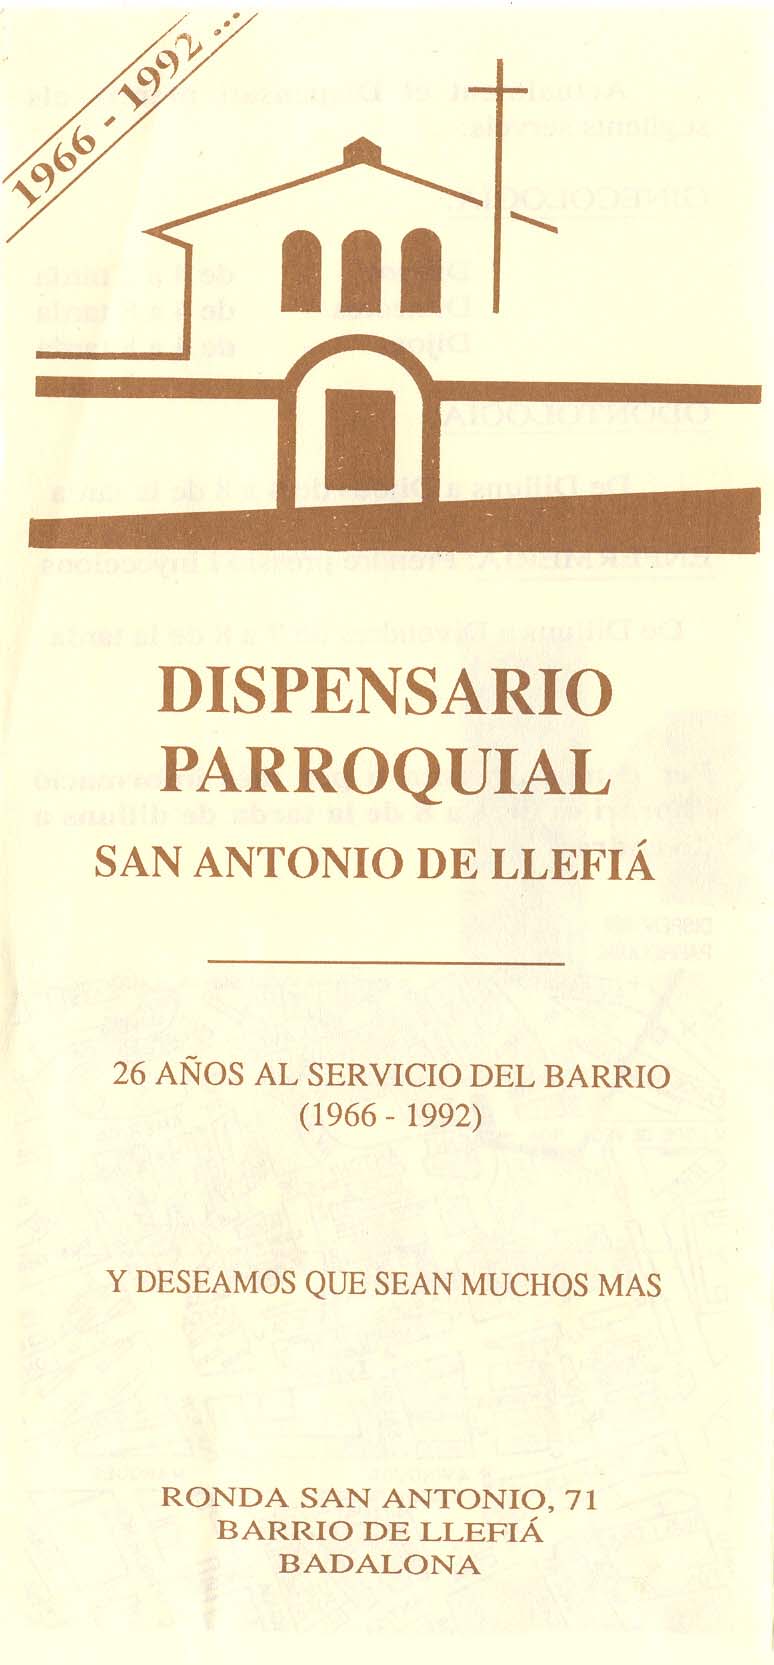 1966 - 1992 ...
DISPENSARIO
PARROQUIAL
SAN ANTONIO DE LLEFIÁ
26 AÑOS AL SERVICIO DEL BARRIO
(1966 - 1992)
Y DESEAMOS QUE SEAN MUCHOS MAS
RONDA SAN ANTONIO, 71
BARRIO DE LLEFIÁ
BADALONA